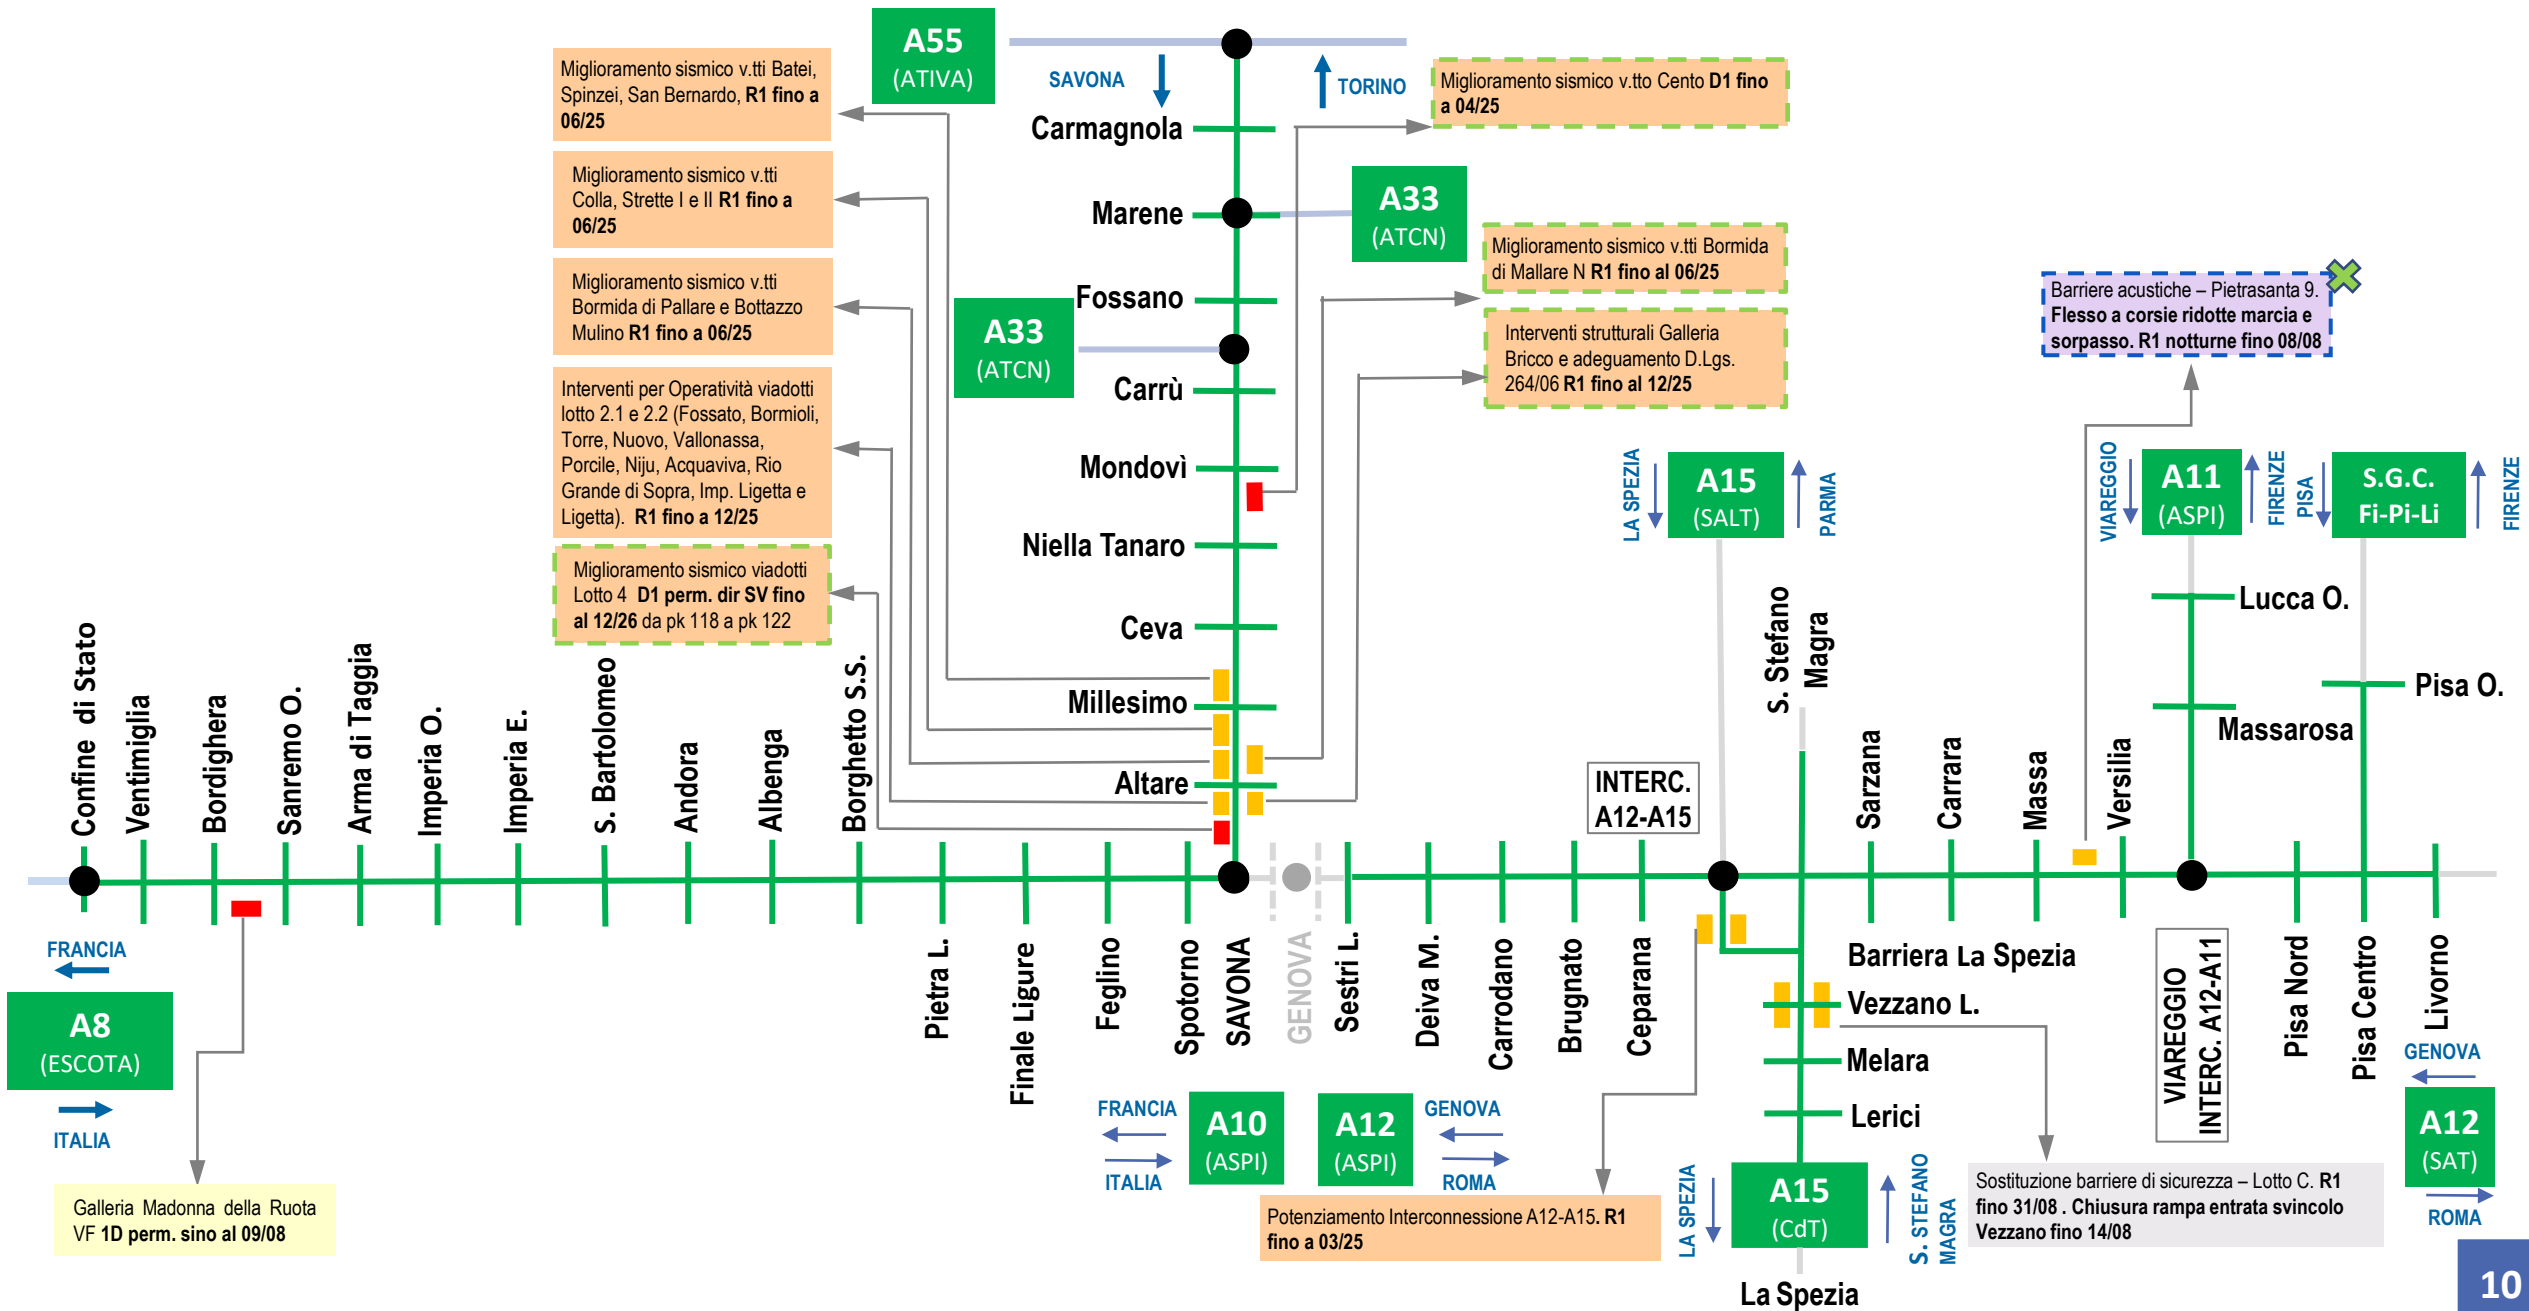 A55
(ATIVA)
SAVONA
TORINO
Miglioramento sismico v.tti Batei,
Spinzei, San Bernardo, R1 fino a
06/25
Miglioramento sismico v.tto Cento D1 fino
a 04/25
Carmagnola
Miglioramento sismico v.tti
Colla, Strette I e II R1 fino a
06/25
Marene
A33
(ATCN)
Miglioramento sismico v.tti
Bormida di Pallare e Bottazzo
Mulino R1 fino a 06/25
Miglioramento sismico v.tti Bormida
di Mallare N R1 fino al 06/25
Fossano
A33
(ATCN)
Interventi strutturali Galleria
Bricco e adeguamento D.Lgs.
264/06 R1 fino al 12/25
Barriere acustiche – Pietrasanta 9.
Flesso a corsie ridotte marcia e
sorpasso. R1 notturne fino 08/08
Carrù
Interventi per Operatività viadotti
lotto 2.1 e 2.2 (Fossato, Bormioli,
Torre, Nuovo, Vallonassa,
Porcile, Niju, Acquaviva, Rio
Grande di Sopra, Imp. Ligetta e
Ligetta). R1 fino a 12/25
Mondovì
LA SPEZIA
A15
(SALT)
PARMA
VIAREGGIO
A11
(ASPI)
FIRENZE
PISA
S.G.C.
Fi-Pi-Li
FIRENZE
Niella Tanaro
Miglioramento sismico viadotti
Lotto 4 D1 perm. dir SV fino
al 12/26 da pk 118 a pk 122
Ceva
Lucca O.
Pisa O.
Massarosa
Millesimo
Altare
S. Stefano
Magra
INTERC.
A12-A15
Confine di Stato
Ventimiglia
Bordighera
Sanremo O.
Arma di Taggia
Imperia O.
Imperia E.
S. Bartolomeo
Andora
Albenga
Borghetto S.S.
Sarzana
Carrara
Massa
Versilia
Pietra L.
Finale Ligure
Feglino
Spotorno
SAVONA
GENOVA
Sestri L.
Deiva M.
Carrodano
Brugnato
Ceparana
Barriera La Spezia
Vezzano L.
Melara
Lerici
VIAREGGIO
INTERC. A12-A11
Pisa Nord
Pisa Centro
Livorno
FRANCIA
A8
(ESCOTA)
ITALIA
Galleria Madonna della Ruota
VF 1D perm. sino al 09/08
FRANCIA
ITALIA
A10
(ASPI)
A12
(ASPI)
GENOVA
ROMA
Potenziamento Interconnessione A12-A15. R1
fino a 03/25
LA SPEZIA
A15
(CdT)
S. STEFANO
MAGRA
La Spezia
Sostituzione barriere di sicurezza – Lotto C. R1
fino 31/08 . Chiusura rampa entrata svincolo
Vezzano fino 14/08
GENOVA
A12
(SAT)
ROMA
10